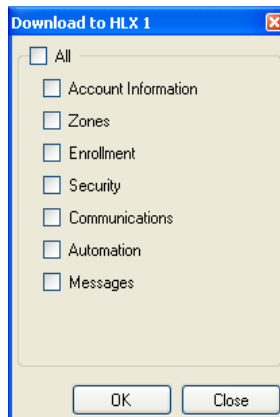 Download to HLX 1
All
Account Information
Zones
Enrollment
Security
Communications
Automation
Messages
OK Close